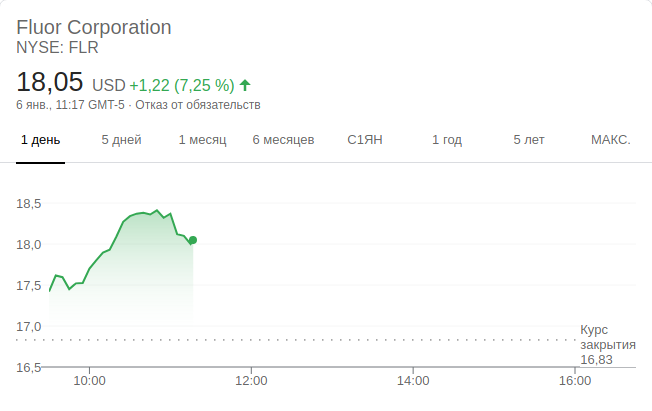 Fluor Corporation
NYSE: FLR
18,05 USD +1,22 (7,25 %)
6 янв., 11:17 GMT-5 · Отказ от обязательств
1 день 5 дней 1 месяц 6 месяцев С1ЯН 1 год 5 лет МАКС.
18,5
18,0
17,5
17,0
Курс
закрытия
16,83
16,5
10:00 12:00 14:00 16:00